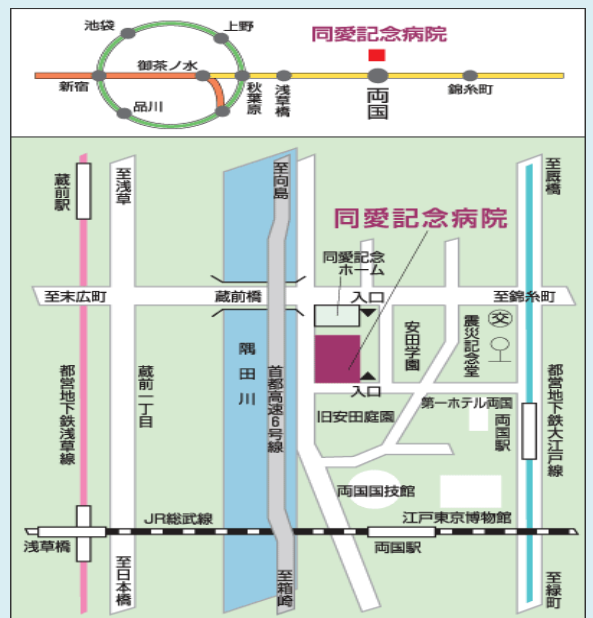 池袋
上野
同愛記念病院
御茶ノ水
新宿
品川
秋葉原
浅草橋
両国
錦糸町
蔵前駅
至浅草
至向島
至厩橋
同愛記念病院
同愛記念
ホーム
至末広町
蔵前橋
入口
至錦糸町
都営地下鉄浅草線
蔵前一丁目
隅田川
首都高速6号線
安田学園
震災記念堂
交
入口
旧安田庭園
第一ホテル両国
両国駅
都営地下鉄大江戸線
両国国技館
JR総武線
江戸東京博物館
浅草橋
両国駅
至日本橋
至箱崎
至緑町